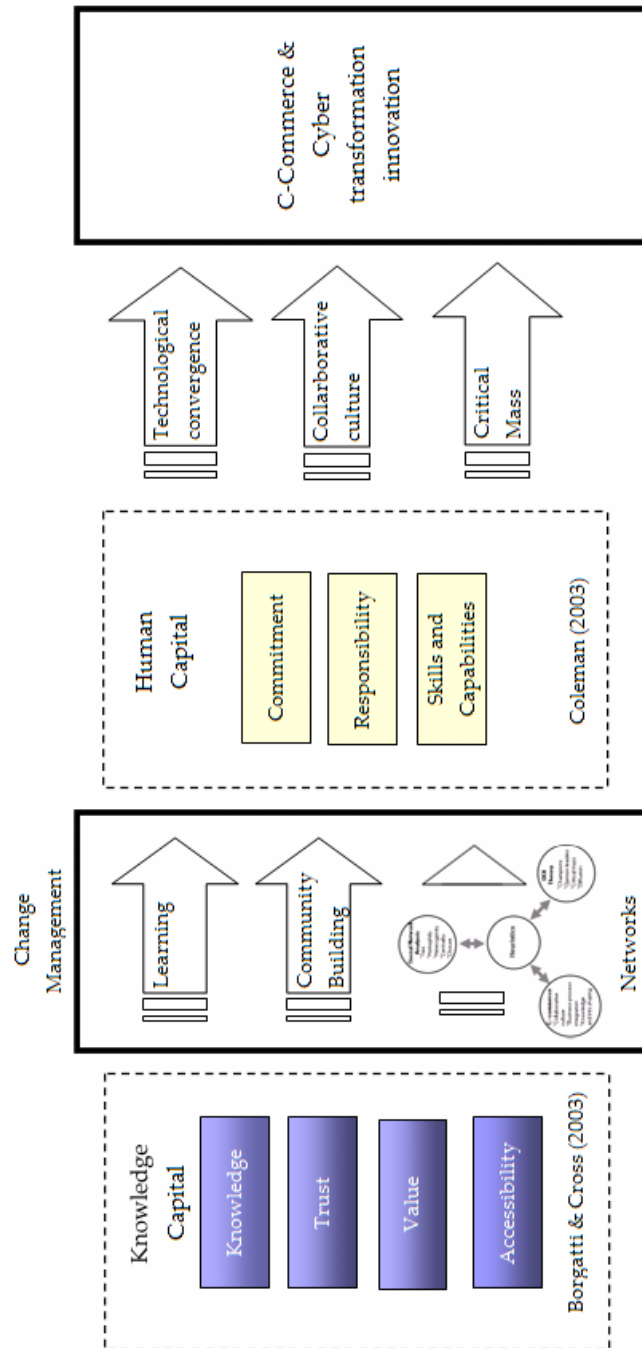 Change
Management
Knowledge
Capital
Knowledge
Trust
Value
Accessibility
Borgatti & Cross (2003)
Learning
Community
Building
Heuristics
Networks
Human
Capital
Commitment
Responsibility
Skills and
Capabilities
Coleman (2003)
Technological
convergence
Collarborative
culture
Critical
Mass
C-Commerce &
Cyber
transformation
innovation